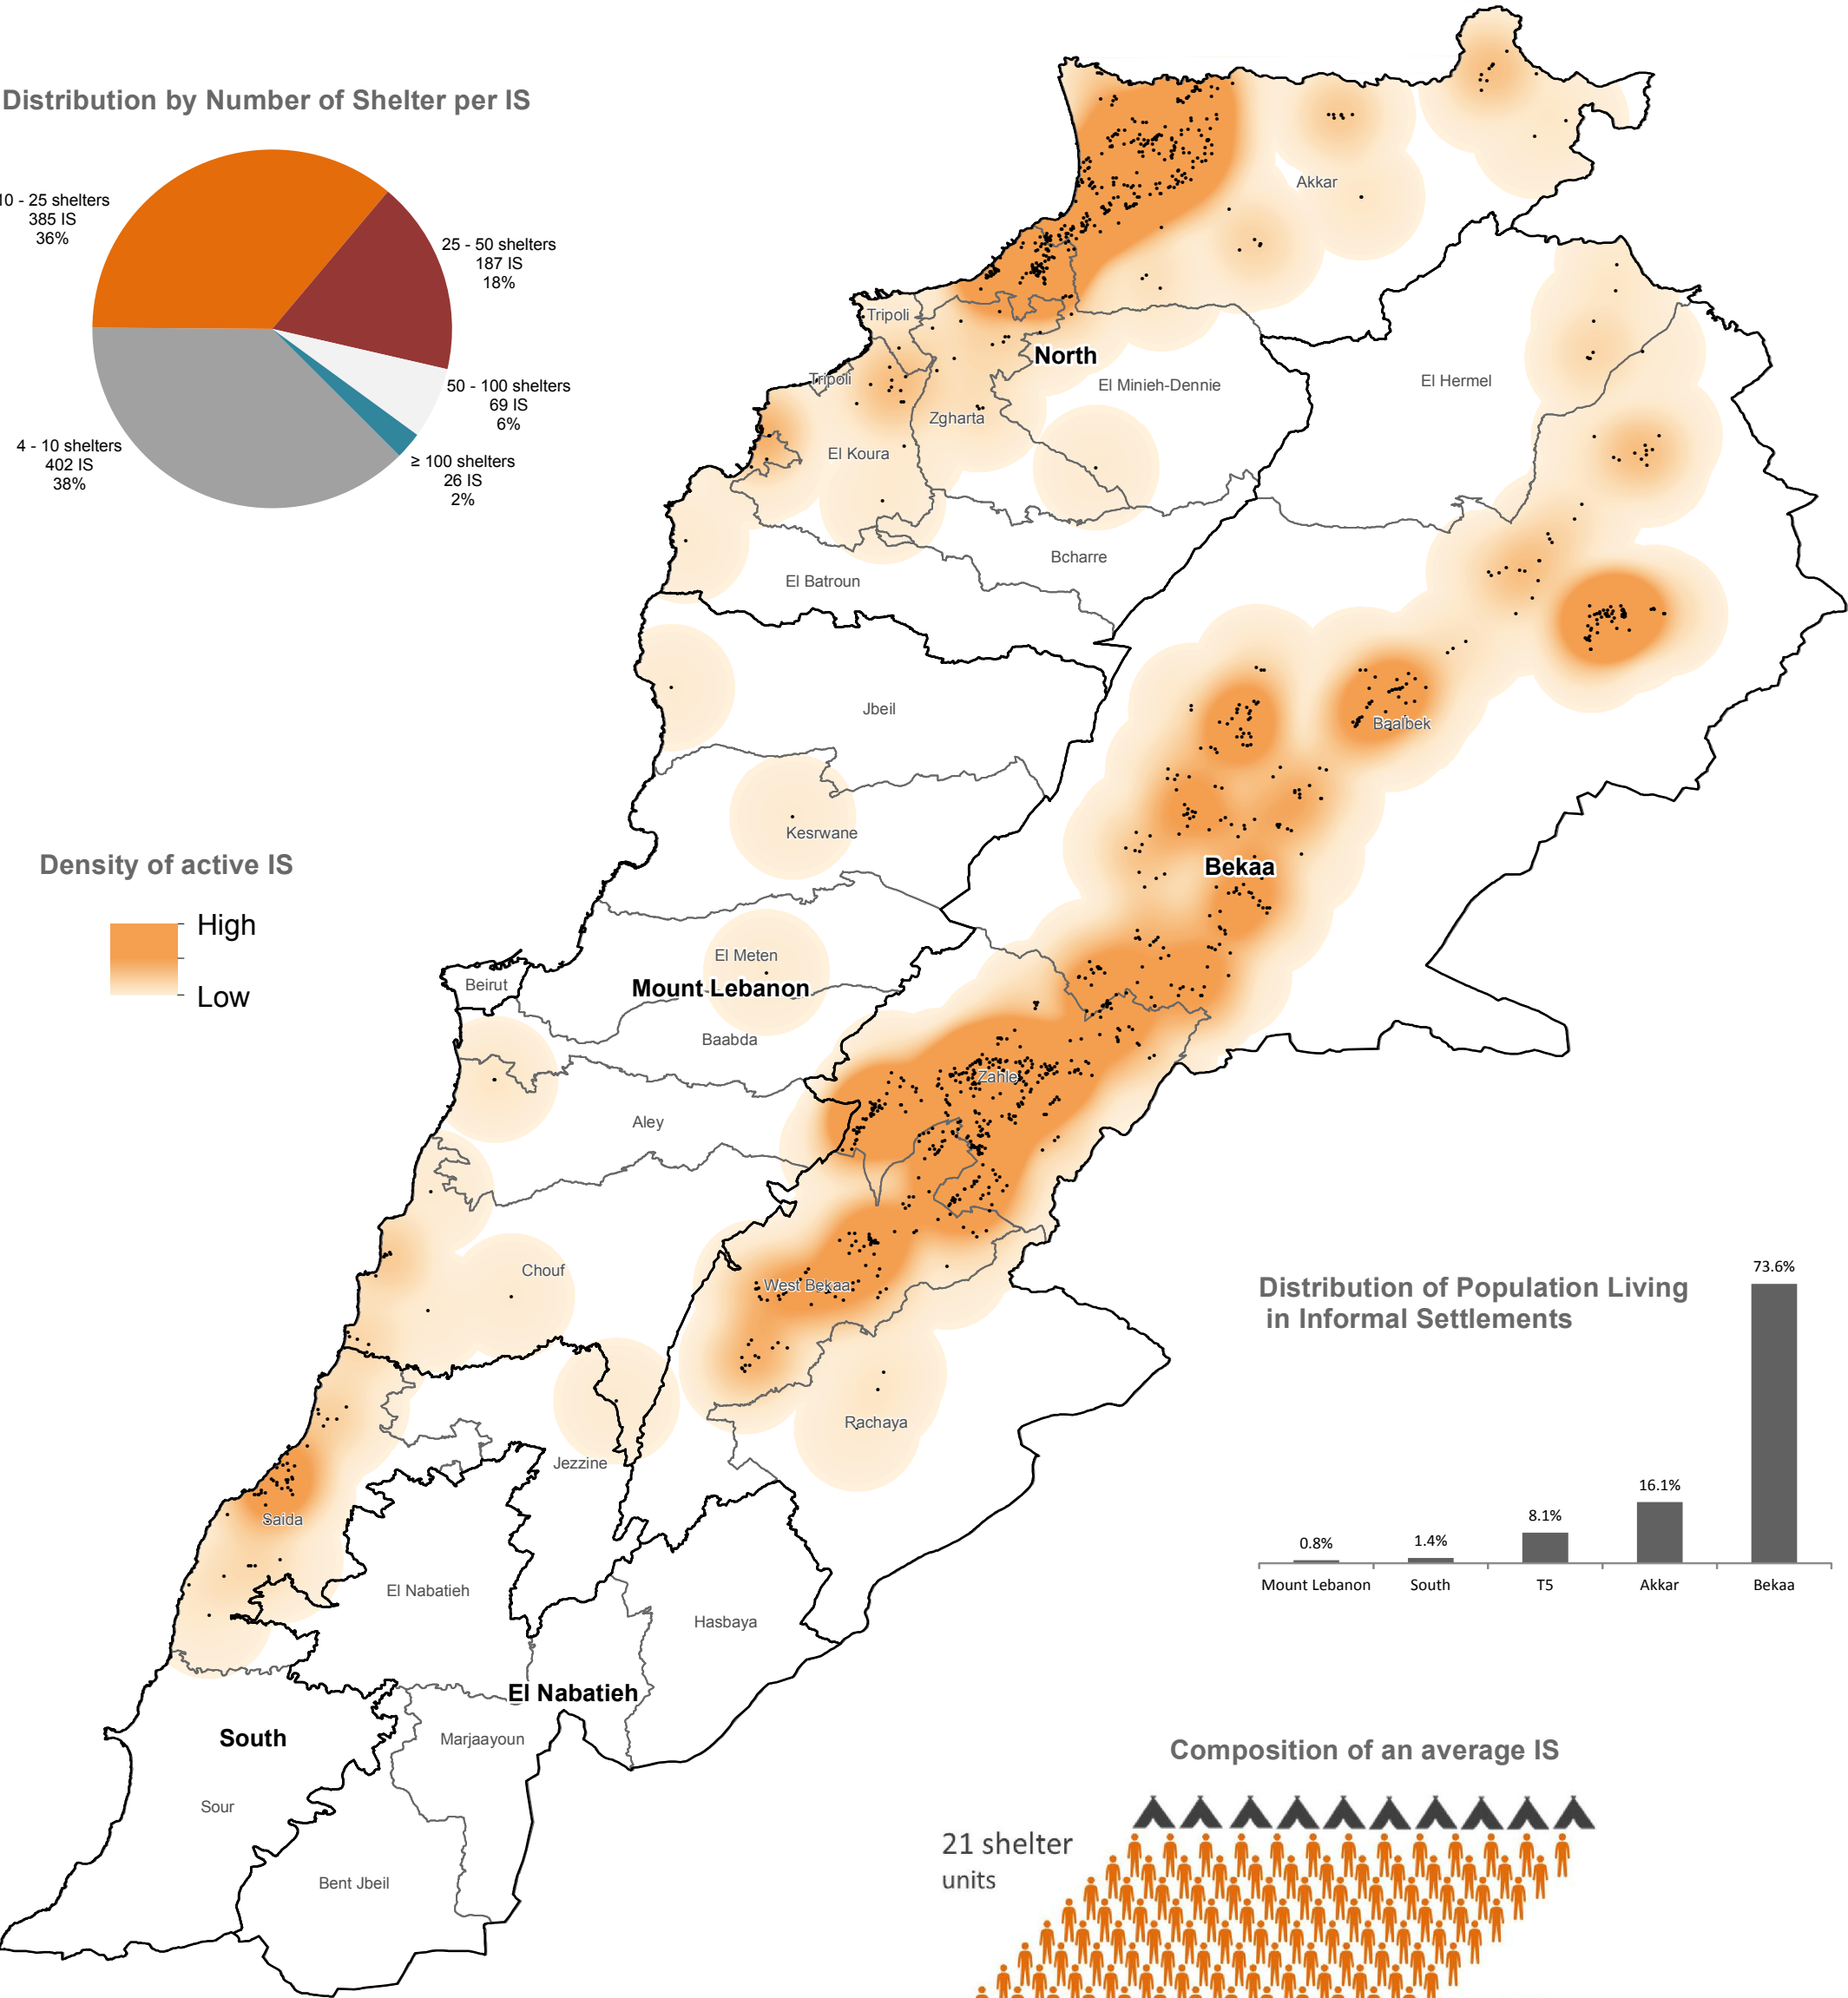 Distribution by Number of Shelter per IS
10 - 25 shelters
385 IS
36%
25 - 50 shelters
187 IS
18%
50 - 100 shelters
69 IS
6%
≥ 100 shelters
26 IS
2%
4 - 10 shelters
402 IS
38%
Akkar
Tripoli
North
Tripoli
El Minieh-Dennie
El Hermel
Zgharta
El Koura
Bcharre
El Batroun
Jbeil
Baalbek
Kesrwane
Density of active IS
High
Low
Bekaa
El Meten
Beirut
Mount Lebanon
Baabda
Zahle
Aley
Chouf
West Bekaa
Rachaya
Jezzine
Saida
El Nabatieh
Hasbaya
El Nabatieh
South
Marjaayoun
Sour
Bent Jbeil
Distribution of Population Living
in Informal Settlements
73.6%
16.1%
8.1%
1.4%
0.8%
Mount Lebanon
South
T5
Akkar
Bekaa
Composition of an average IS
21 shelter
units